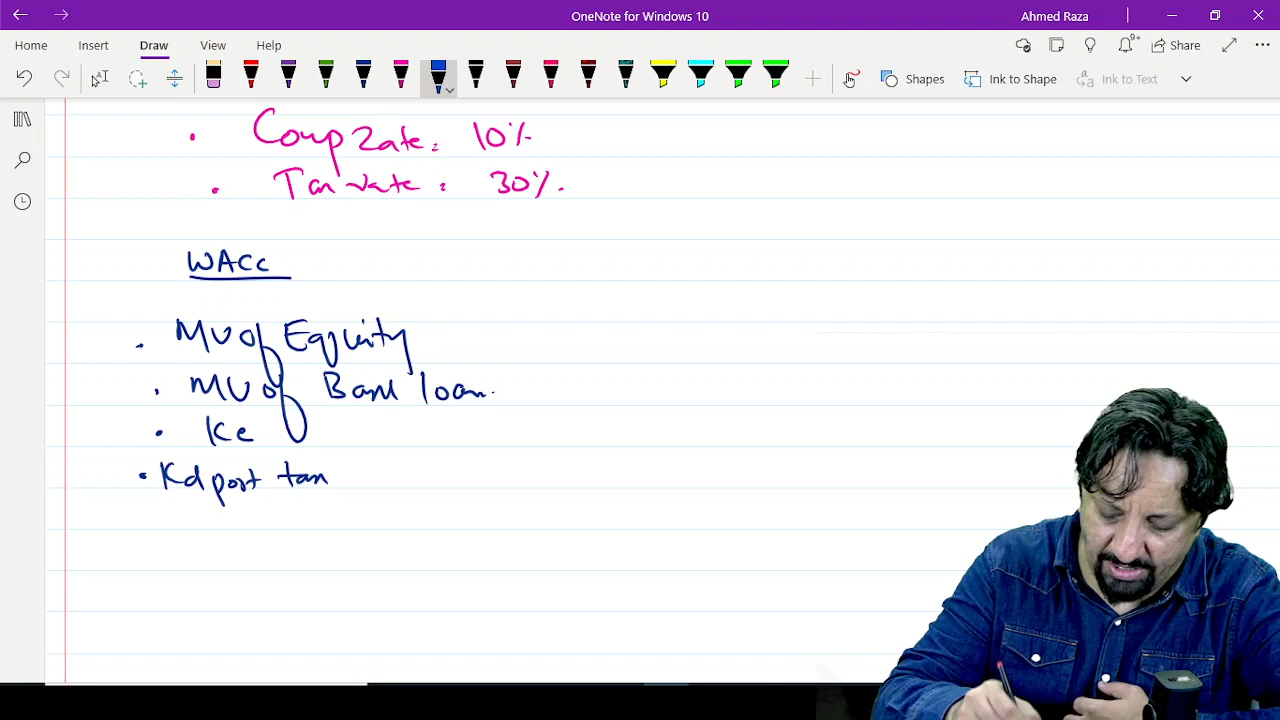 OneNote for Windows 10
Ahmed Raza
Home Insert Draw View Help
Share
Shapes Ink to Shape Ink to Text
Coup Rate: 10%
Tax rate: 30%.
WACC
MV of Equity
MV of Bank loan.
Ke
Kd post tax